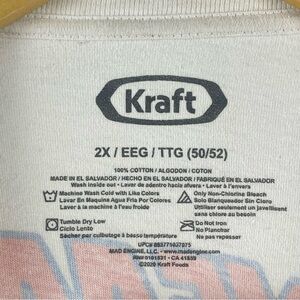 Kraft
2X / EEG / TTG (50/52)
100% COTTON / ALGODON / COTON
MADE IN EL SALVADOR / HECHO EN EL SALVADOR / FABRIQUÉ EN EL SALVADOR
Wash inside out • Lavar de adentro hacia afuera • Laver à l'envers
Machine Wash Cold with Like Colors
Lavar En Maquina Agua Fria Por Colores
Laver à la machine à l'eau froide
Only Non-Chlorine Bleach
Solo Blanqueador Sin Cloro
Utiliser seulement un javellisant
sans chlore au besoin.
Tumble Dry Low
Ciclo Lento
Sécher par culbutage à basse température
Do Not Iron
No Planchar
Ne pas repasser
MAD ENGINE, LLC. • www.madengine.com
©2020 Kraft Foods